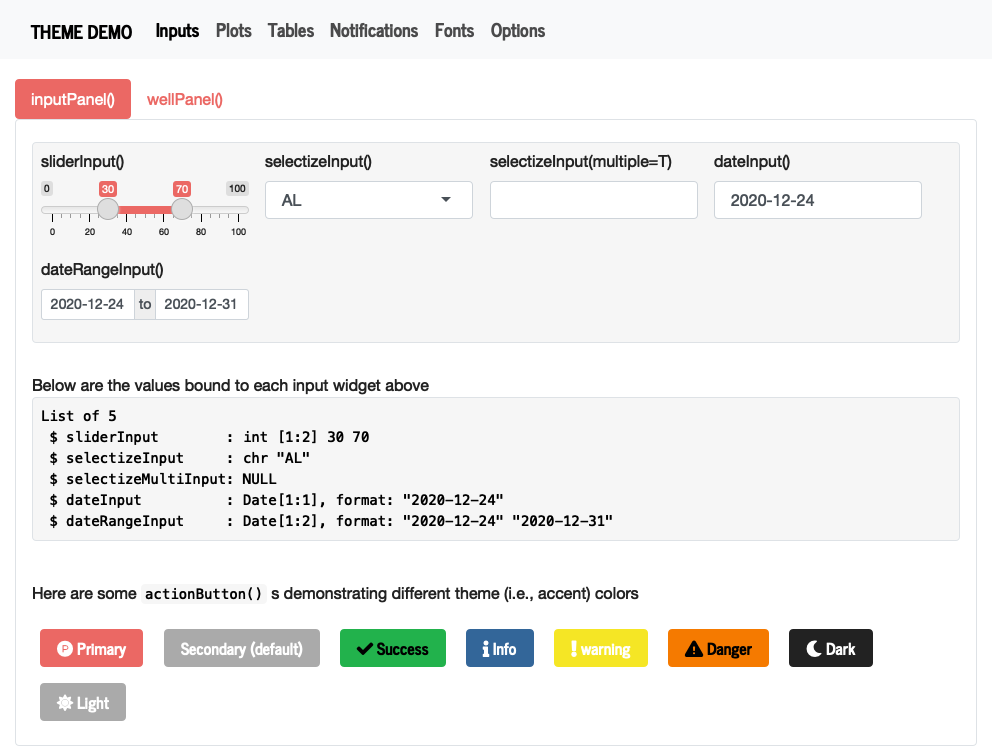 THEME DEMO Inputs Plots Tables Notifications Fonts Options
inputPanel() wellPanel()
sliderInput() selectizeInput() selectizeInput(multiple=T) dateInput()
0 30 70 100
AL 2020-12-24
0 20 40 60 80 100
dateRangeInput()
2020-12-24 to 2020-12-31
Below are the values bound to each input widget above
List of 5
$ sliderInput : int [1:2] 30 70
$ selectizeInput : chr "AL"
$ selectizeMultiInput: NULL
$ dateInput : Date[1:1], format: "2020-12-24"
$ dateRangeInput : Date[1:2], format: "2020-12-24" "2020-12-31"
Here are some actionButton() s demonstrating different theme (i.e., accent) colors
P Primary Secondary (default) Success Info warning Danger Dark
Light